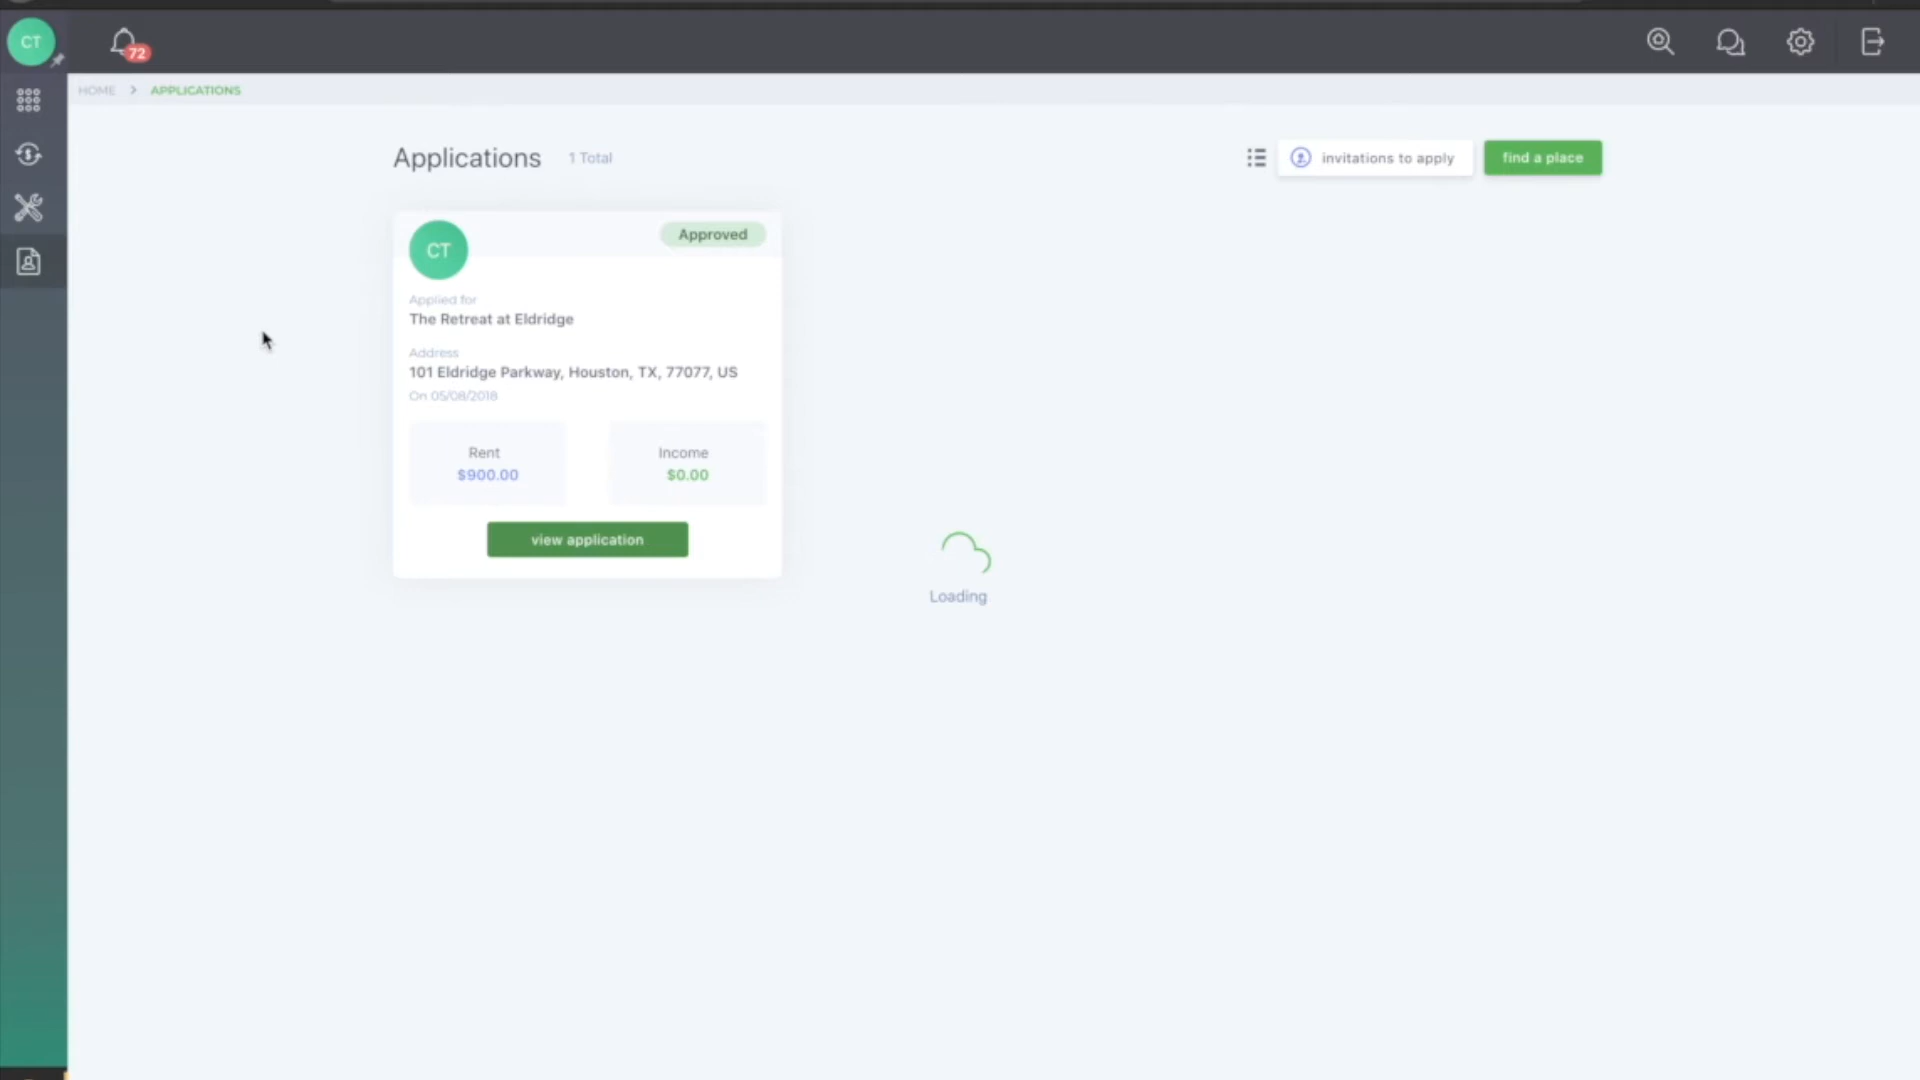 CT
72
HOME > APPLICATIONS
Applications 1 Total
invitations to apply
find a place
CT
Approved
Applied for
The Retreat at Eldridge
Address
101 Eldridge Parkway, Houston, TX, 77077, US
On 05/08/2018
Rent
$900.00
Income
$0.00
view application
Loading